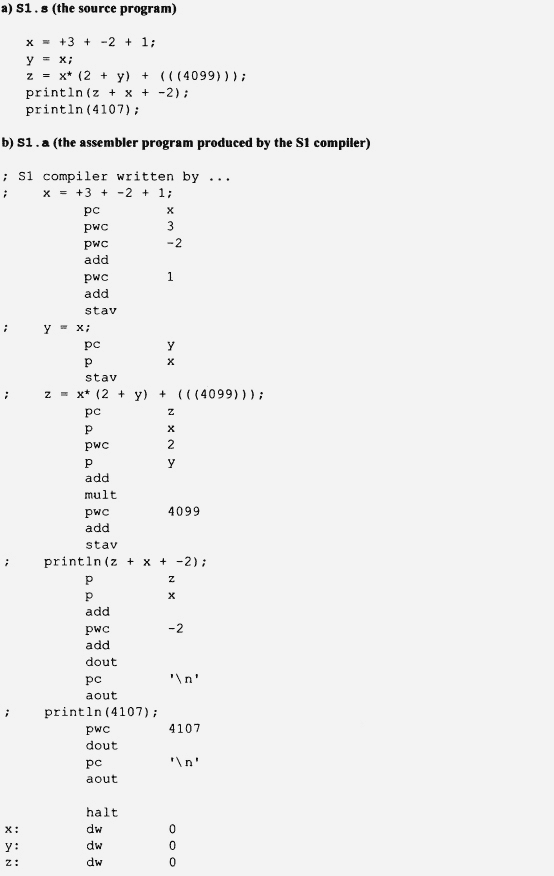 a) S1.s (the source program)
x = +3 + -2 + 1;
y = x;
z = x*(2 + y) + (((4099)));
println(z + x + -2);
println(4107);
b) S1.a (the assembler program produced by the S1 compiler)
; S1 compiler written by ...
; x = +3 + -2 + 1;
pc x
pwc 3
pwc -2
add
pwc 1
add
stav
; y = x;
pc y
p x
stav
; z = x*(2 + y) + (((4099)));
pc z
p x
pwc 2
p y
add
mult
pwc 4099
add
stav
; println(z + x + -2);
p z
p x
add
pwc -2
add
dout
pc '\n'
aout
; println(4107);
pwc 4107
dout
pc '\n'
aout
halt
x: dw 0
y: dw 0
z: dw 0